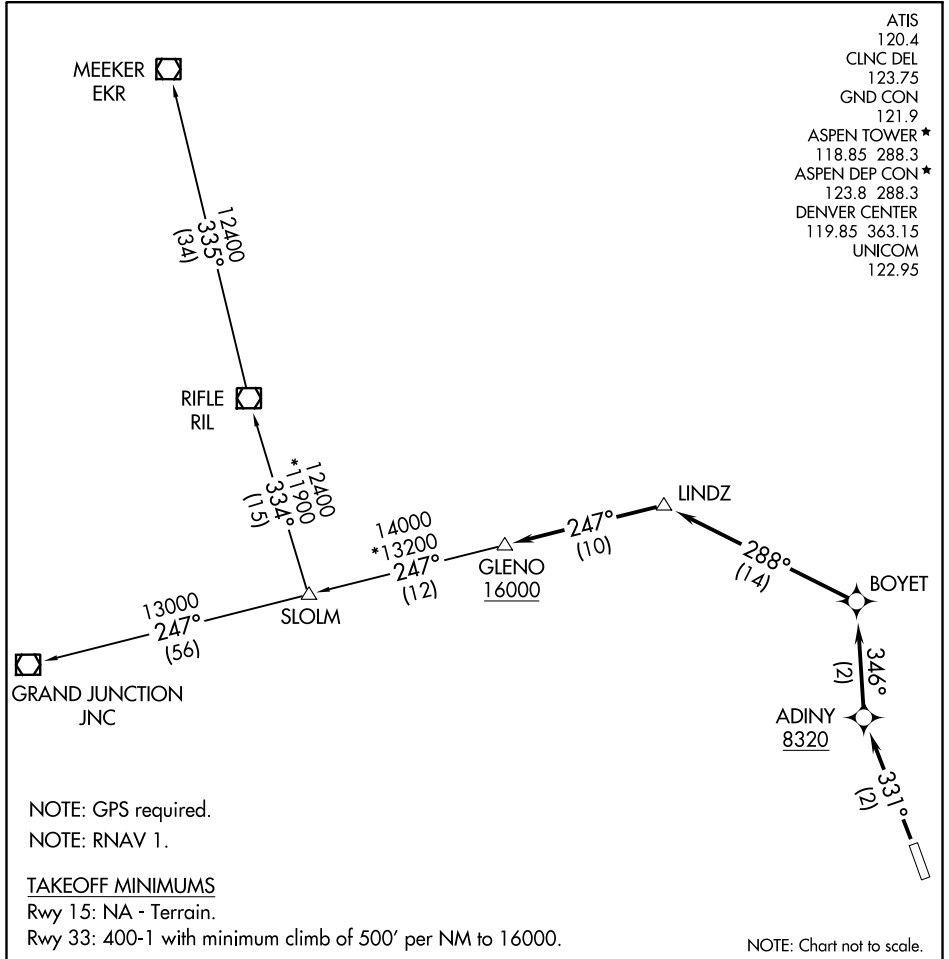 ATIS
120.4
CLNC DEL
123.75
GND CON
121.9
ASPEN TOWER ★
118.85 288.3
ASPEN DEP CON ★
123.8 288.3
DENVER CENTER
119.85 363.15
UNICOM
122.95
MEEKER
EKR
12400
335°
(34)
RIFLE
RIL
12400
*11900
334°
(15)
LINDZ
247°
(10)
GLENO
16000
14000
*13200
247°
(12)
SLOLM
13000
247°
(56)
GRAND JUNCTION
JNC
288°
(14)
BOYET
346°
(2)
ADINY
8320
331°
(2)
NOTE: GPS required.
NOTE: RNAV 1.
TAKEOFF MINIMUMS
Rwy 15: NA - Terrain.
Rwy 33: 400-1 with minimum climb of 500' per NM to 16000.
NOTE: Chart not to scale.